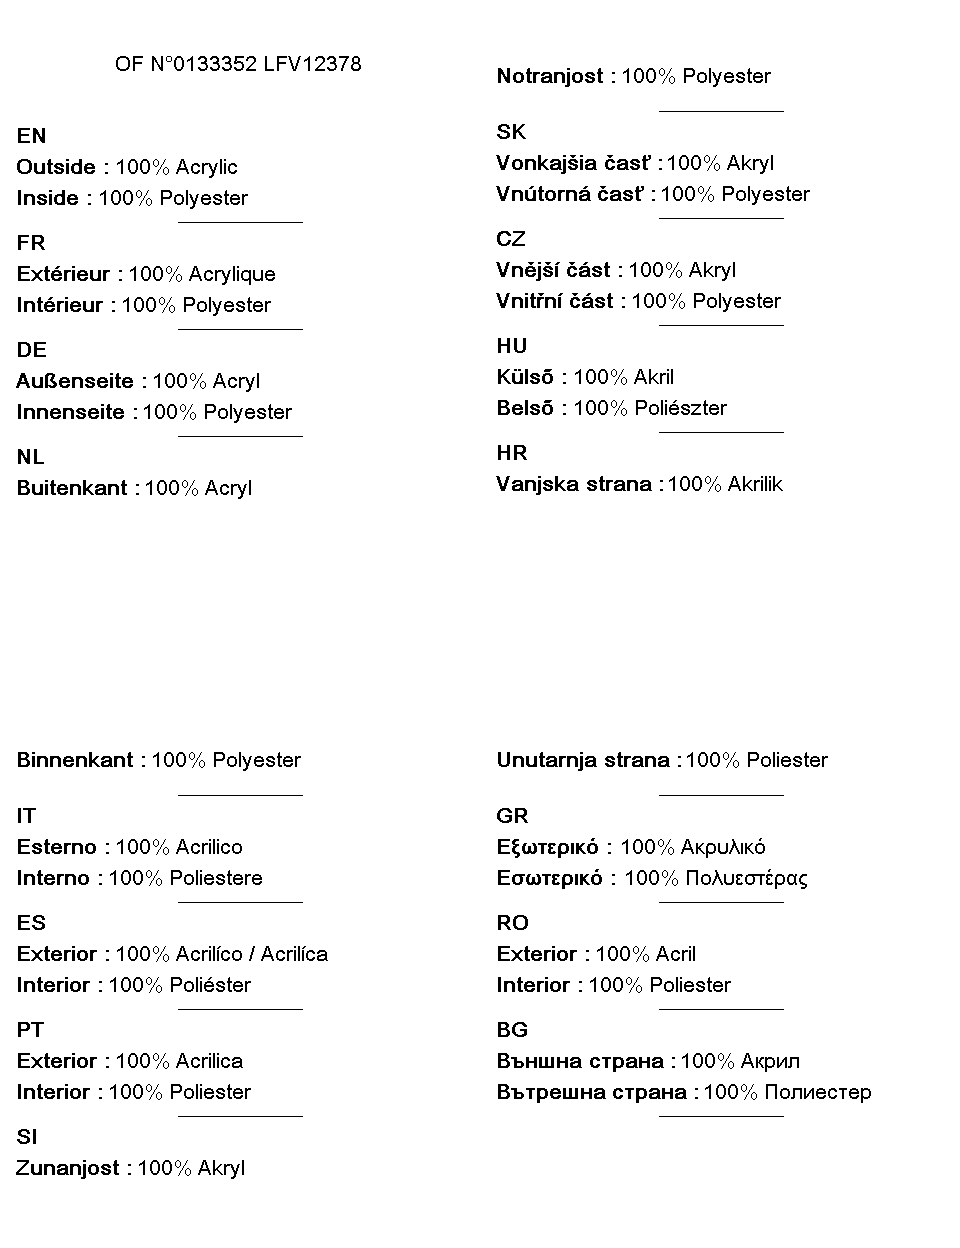 OF N°0133352 LFV12378
EN
Outside : 100% Acrylic
Inside : 100% Polyester
FR
Extérieur : 100% Acrylique
Intérieur : 100% Polyester
DE
Außenseite : 100% Acryl
Innenseite : 100% Polyester
NL
Buitenkant : 100% Acryl
Binnenkant : 100% Polyester
IT
Esterno : 100% Acrilico
Interno : 100% Poliestere
ES
Exterior : 100% Acrilíco / Acrilíca
Interior : 100% Poliéster
PT
Exterior : 100% Acrilica
Interior : 100% Poliester
SI
Zunanjost : 100% Akryl
Notranjost : 100% Polyester
SK
Vonkajšia časť : 100% Akryl
Vnútorná časť : 100% Polyester
CZ
Vnější část : 100% Akryl
Vnitřní část : 100% Polyester
HU
Külső : 100% Akril
Belső : 100% Poliészter
HR
Vanjska strana : 100% Akrilik
Unutarnja strana : 100% Poliester
GR
Εξωτερικό : 100% Ακρυλικό
Εσωτερικό : 100% Πολυεστέρας
RO
Exterior : 100% Acril
Interior : 100% Poliester
BG
Външна страна : 100% Акрил
Вътрешна страна : 100% Полиестер